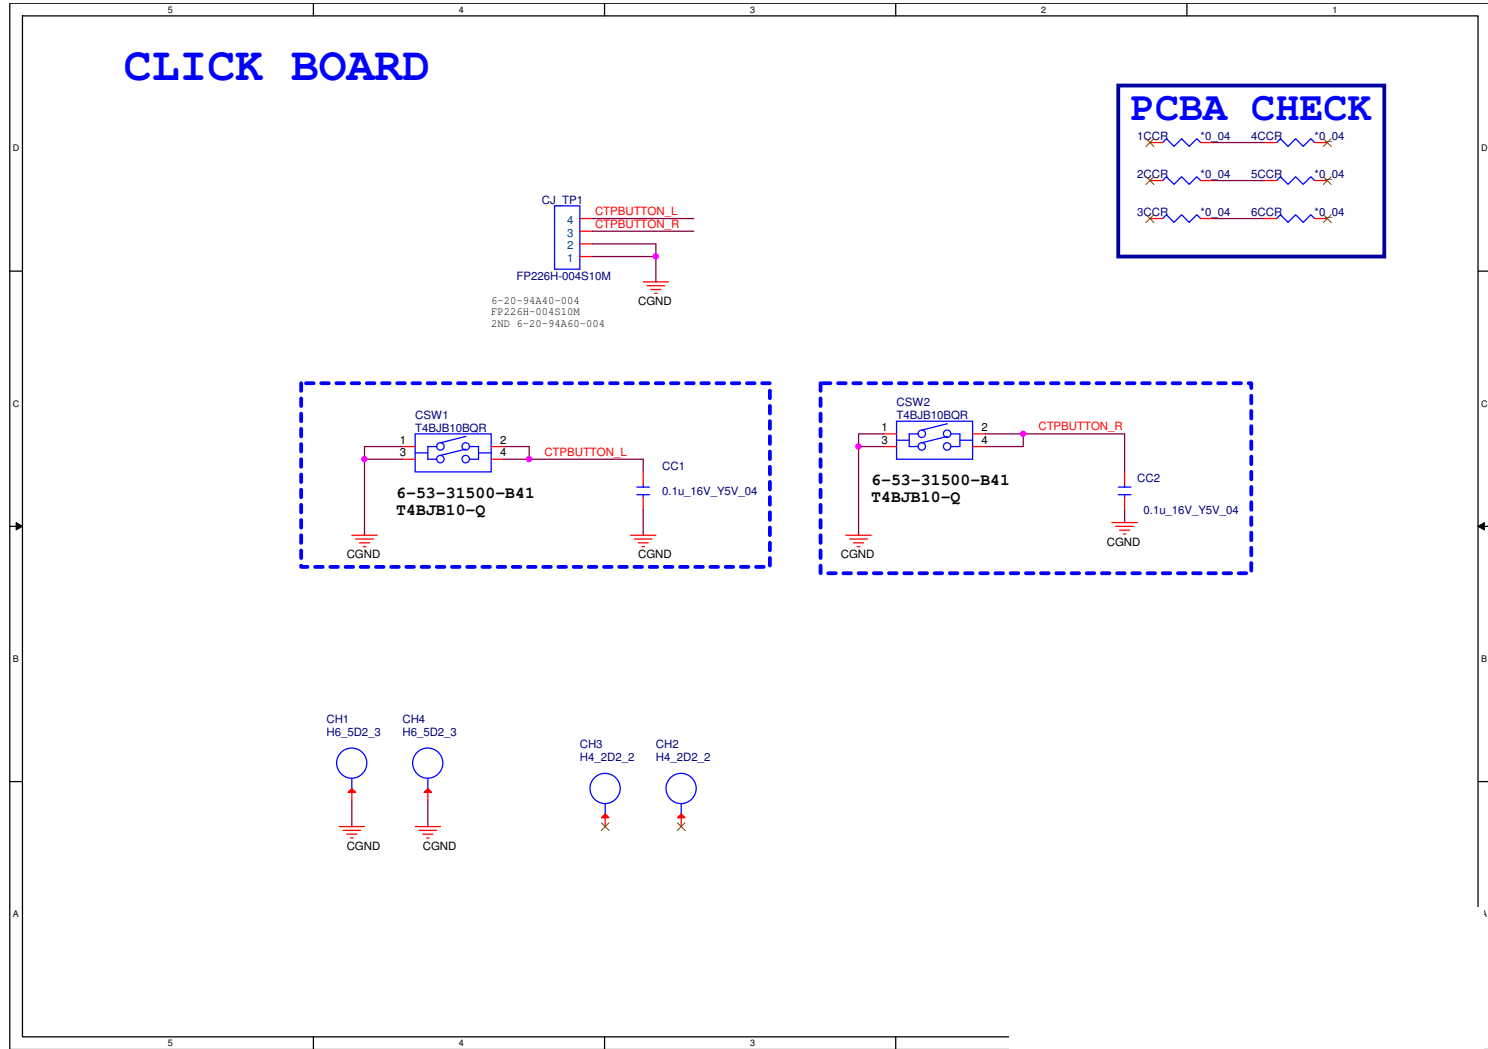 5 4 3 2 1
CLICK BOARD
PCBA CHECK
1CCR *0_04 4CCR *0_04
2CCR *0_04 5CCR *0_04
3CCR *0_04 6CCR *0_04
D D
CJ_TP1
4 CTPBUTTON_L
3 CTPBUTTON_R
2
1
FP226H-004S10M
CGND
6-20-94A40-004
FP226H-004S10M
2ND 6-20-94A60-004
C C
CSW1
T4BJB10BQR
1 2
3 4
CTPBUTTON_L
CC1
0.1u_16V_Y5V_04
6-53-31500-B41
T4BJB10-Q
CGND CGND
CSW2
T4BJB10BQR
1 2
3 4
CTPBUTTON_R
CC2
0.1u_16V_Y5V_04
6-53-31500-B41
T4BJB10-Q
CGND CGND
B B
CH1 CH4
H6_5D2_3 H6_5D2_3
CGND CGND
CH3 CH2
H4_2D2_2 H4_2D2_2
A
5 4 3